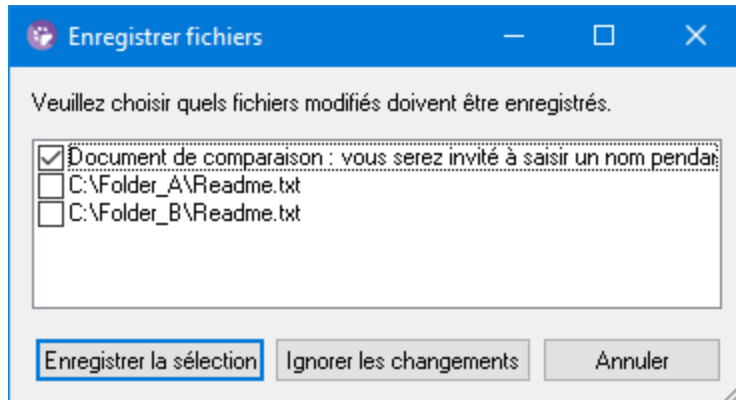 Enregistrer fichiers
Veuillez choisir quels fichiers modifiés doivent être enregistrés.
Document de comparaison : vous serez invité à saisir un nom
C:\Folder_A\Readme.txt
C:\Folder_B\Readme.txt
Enregistrer la sélection Ignorer les changements Annuler